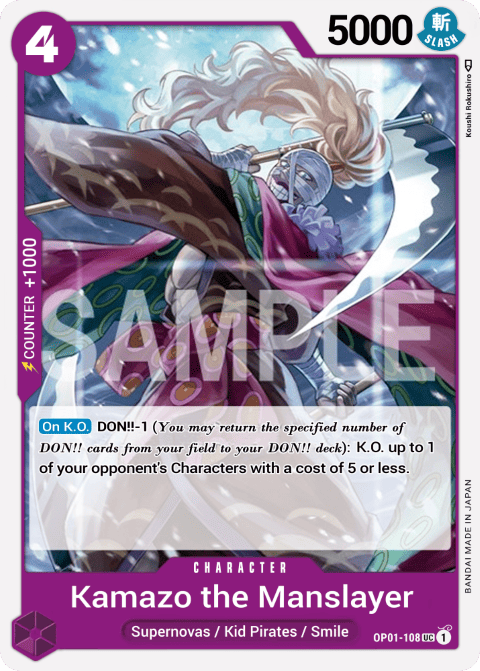 4
5000
斬
SLASH
Koushi Rokushiro
COUNTER +1000
SAMPLE
On K.O. DON!!-1 (You may return the specified number of
DON!! cards from your field to your DON!! deck): K.O. up to 1
of your opponent's Characters with a cost of 5 or less.
BANDAI MADE IN JAPAN
CHARACTER
Kamazo the Manslayer
Supernovas / Kid Pirates / Smile
OP01-108 UC 1